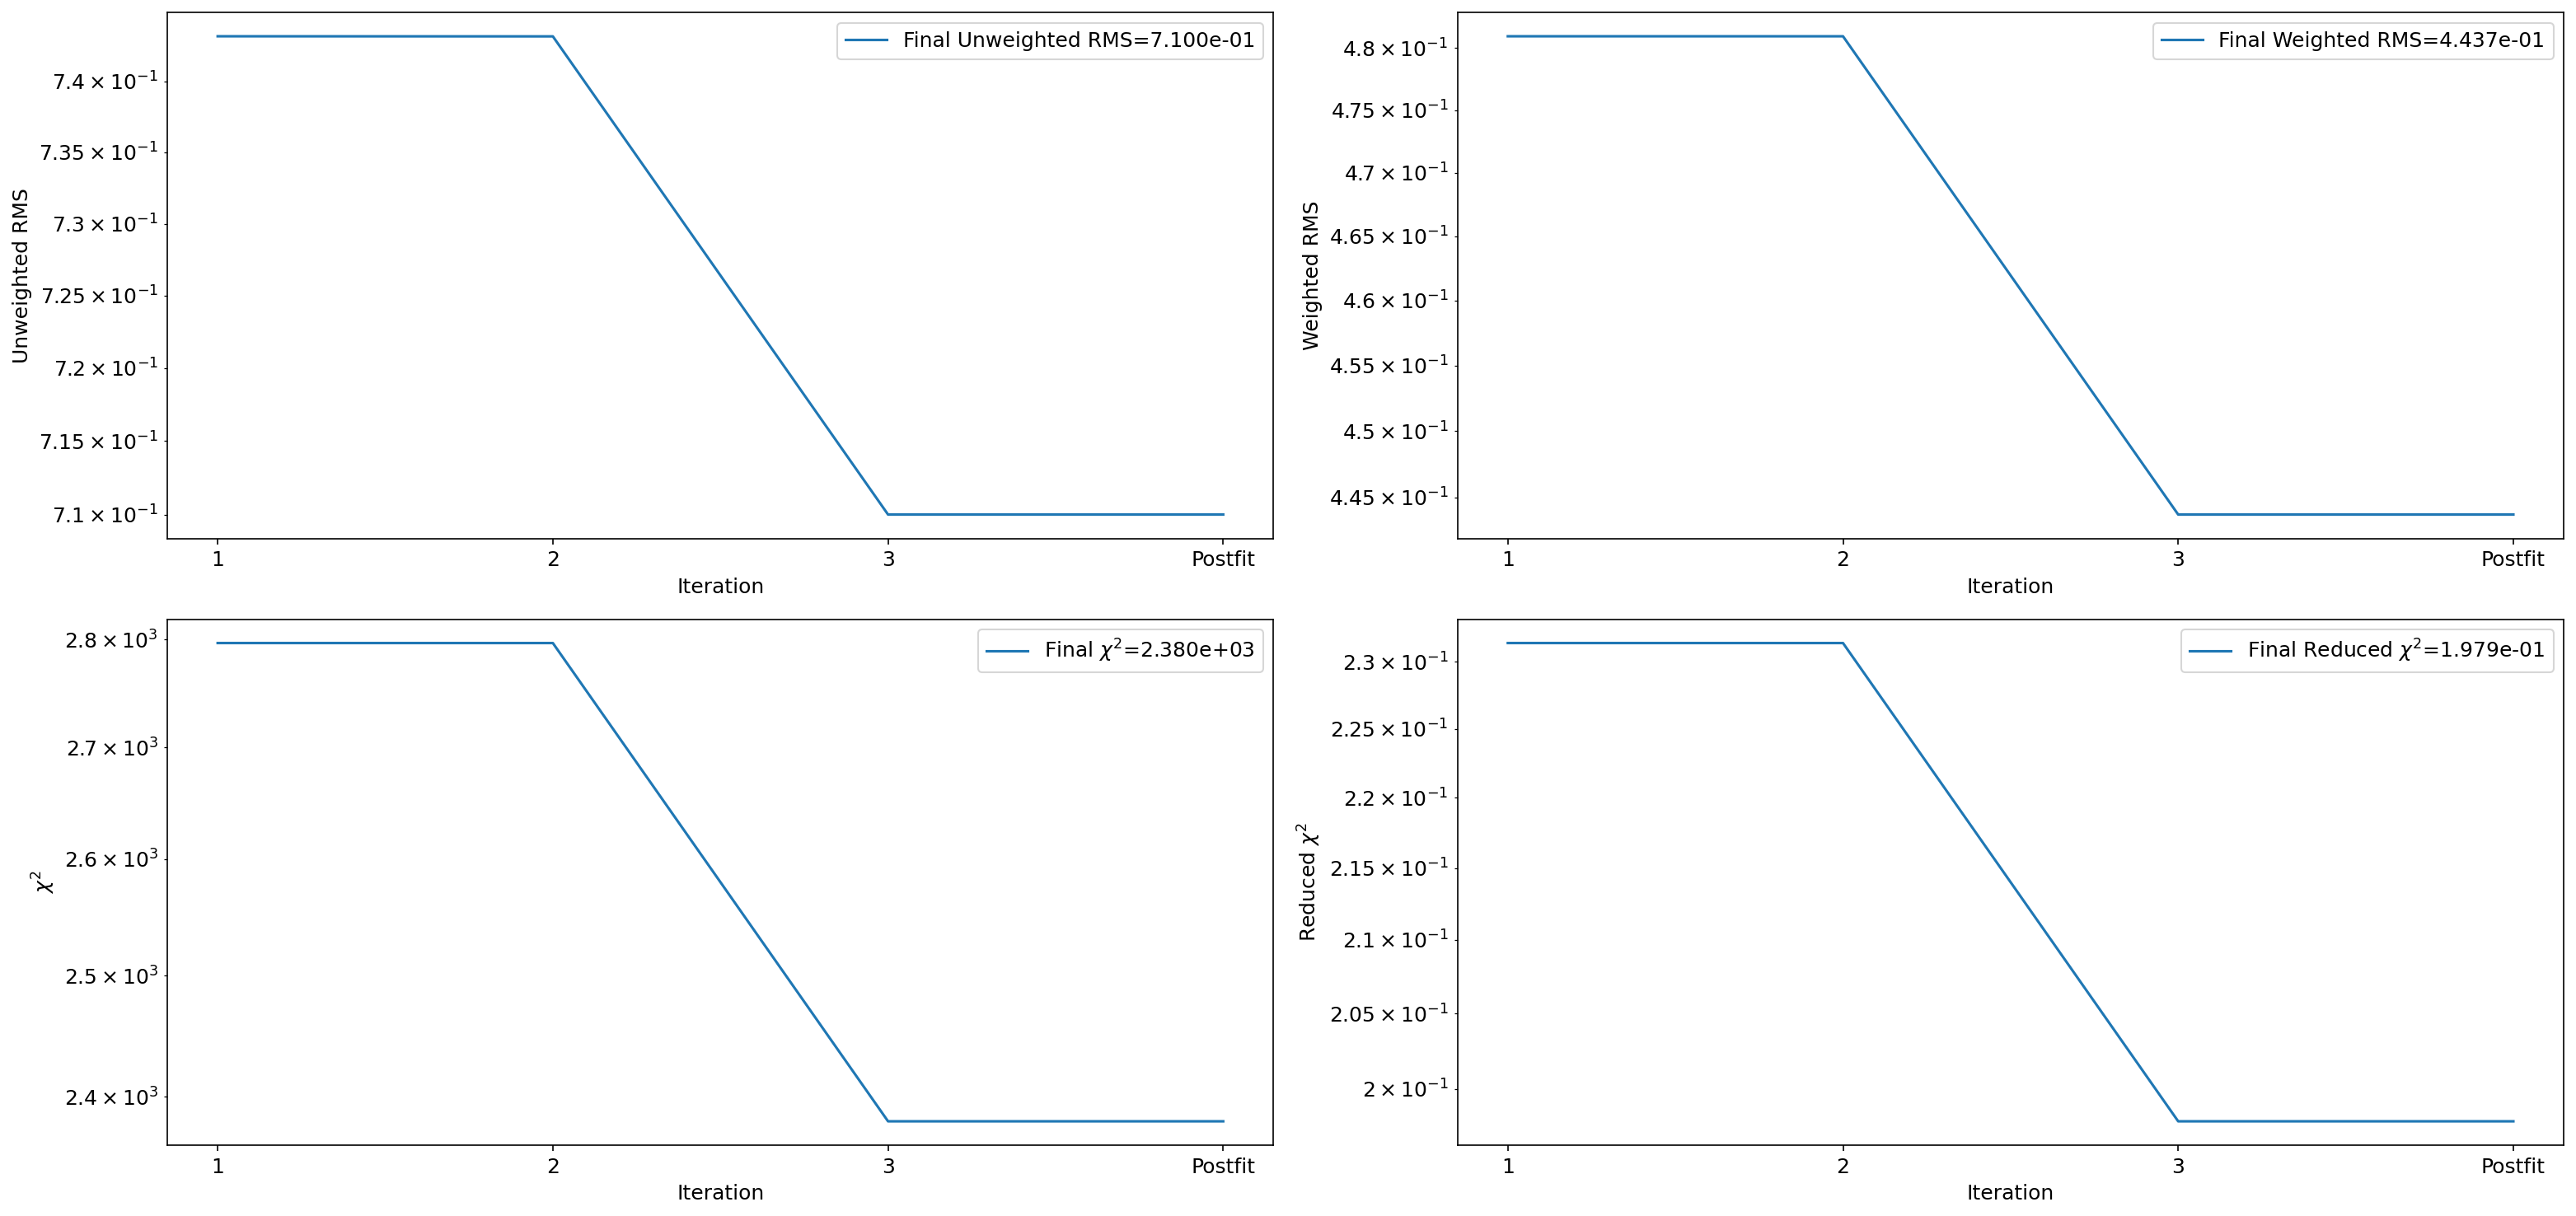 Final Unweighted RMS=7.100e-01
7.4 × 10⁻¹
7.35 × 10⁻¹
7.3 × 10⁻¹
7.25 × 10⁻¹
7.2 × 10⁻¹
7.15 × 10⁻¹
7.1 × 10⁻¹
Unweighted RMS
1 2 3 Postfit
Iteration
Final Weighted RMS=4.437e-01
4.8 × 10⁻¹
4.75 × 10⁻¹
4.7 × 10⁻¹
4.65 × 10⁻¹
4.6 × 10⁻¹
4.55 × 10⁻¹
4.5 × 10⁻¹
4.45 × 10⁻¹
Weighted RMS
1 2 3 Postfit
Iteration
Final χ²=2.380e+03
2.8 × 10³
2.7 × 10³
2.6 × 10³
2.5 × 10³
2.4 × 10³
χ²
1 2 3 Postfit
Iteration
Final Reduced χ²=1.979e-01
2.3 × 10⁻¹
2.25 × 10⁻¹
2.2 × 10⁻¹
2.15 × 10⁻¹
2.1 × 10⁻¹
2.05 × 10⁻¹
2 × 10⁻¹
Reduced χ²
1 2 3 Postfit
Iteration